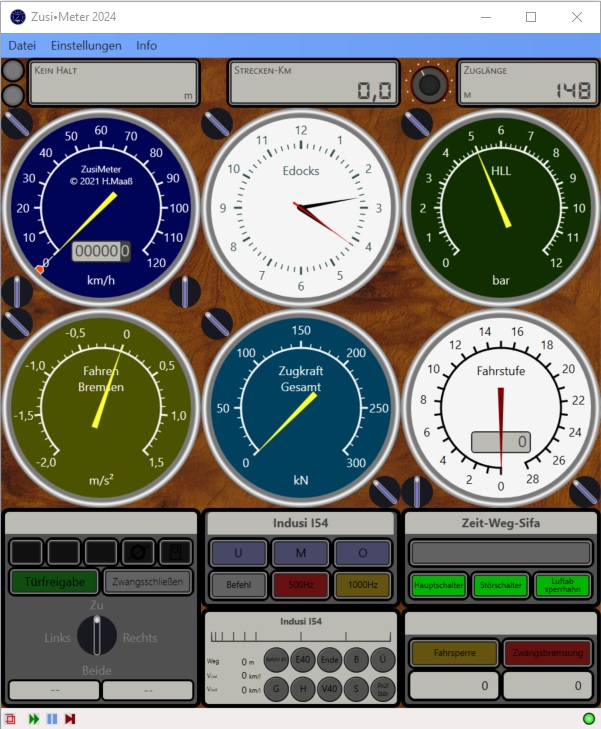 Zusi•Meter 2024
Datei Einstellungen Info
Kein Halt
m
Strecken-Km
0,0
Zuglänge
M 148
0 10 20 30 40 50 60 70 80 90 100 110 120
ZusiMeter
© 2021 H.Maaß
00000 0
km/h
12 1 2 3 4 5 6 7 8 9 10 11
Edocks
0 1 2 3 4 5 6 7 8 9 10 11 12
HLL
bar
-2,0 -1,5 -1,0 -0,5 0 0,5 1,0 1,5
Fahren
Bremsen
m/s²
0 50 100 150 200 250 300
Zugkraft
Gesamt
kN
0 2 4 6 8 10 12 14 16 18 20 22 24 26 28
Fahrstufe
0
Türfreigabe Zwangsschließen
Zu
Links Rechts
Beide
-- --
Indusi I54
U M O
Befehl 500Hz 1000Hz
Indusi I54
Weg 0 m
0 km/h
0 km/h
E40 Ende B Ü
G H V40 S Prüf Stör
Zeit-Weg-Sifa
Hauptschalter Störschalter Luftab
sperrhahn
Fahrsperre Zwangsbremsung
0 0